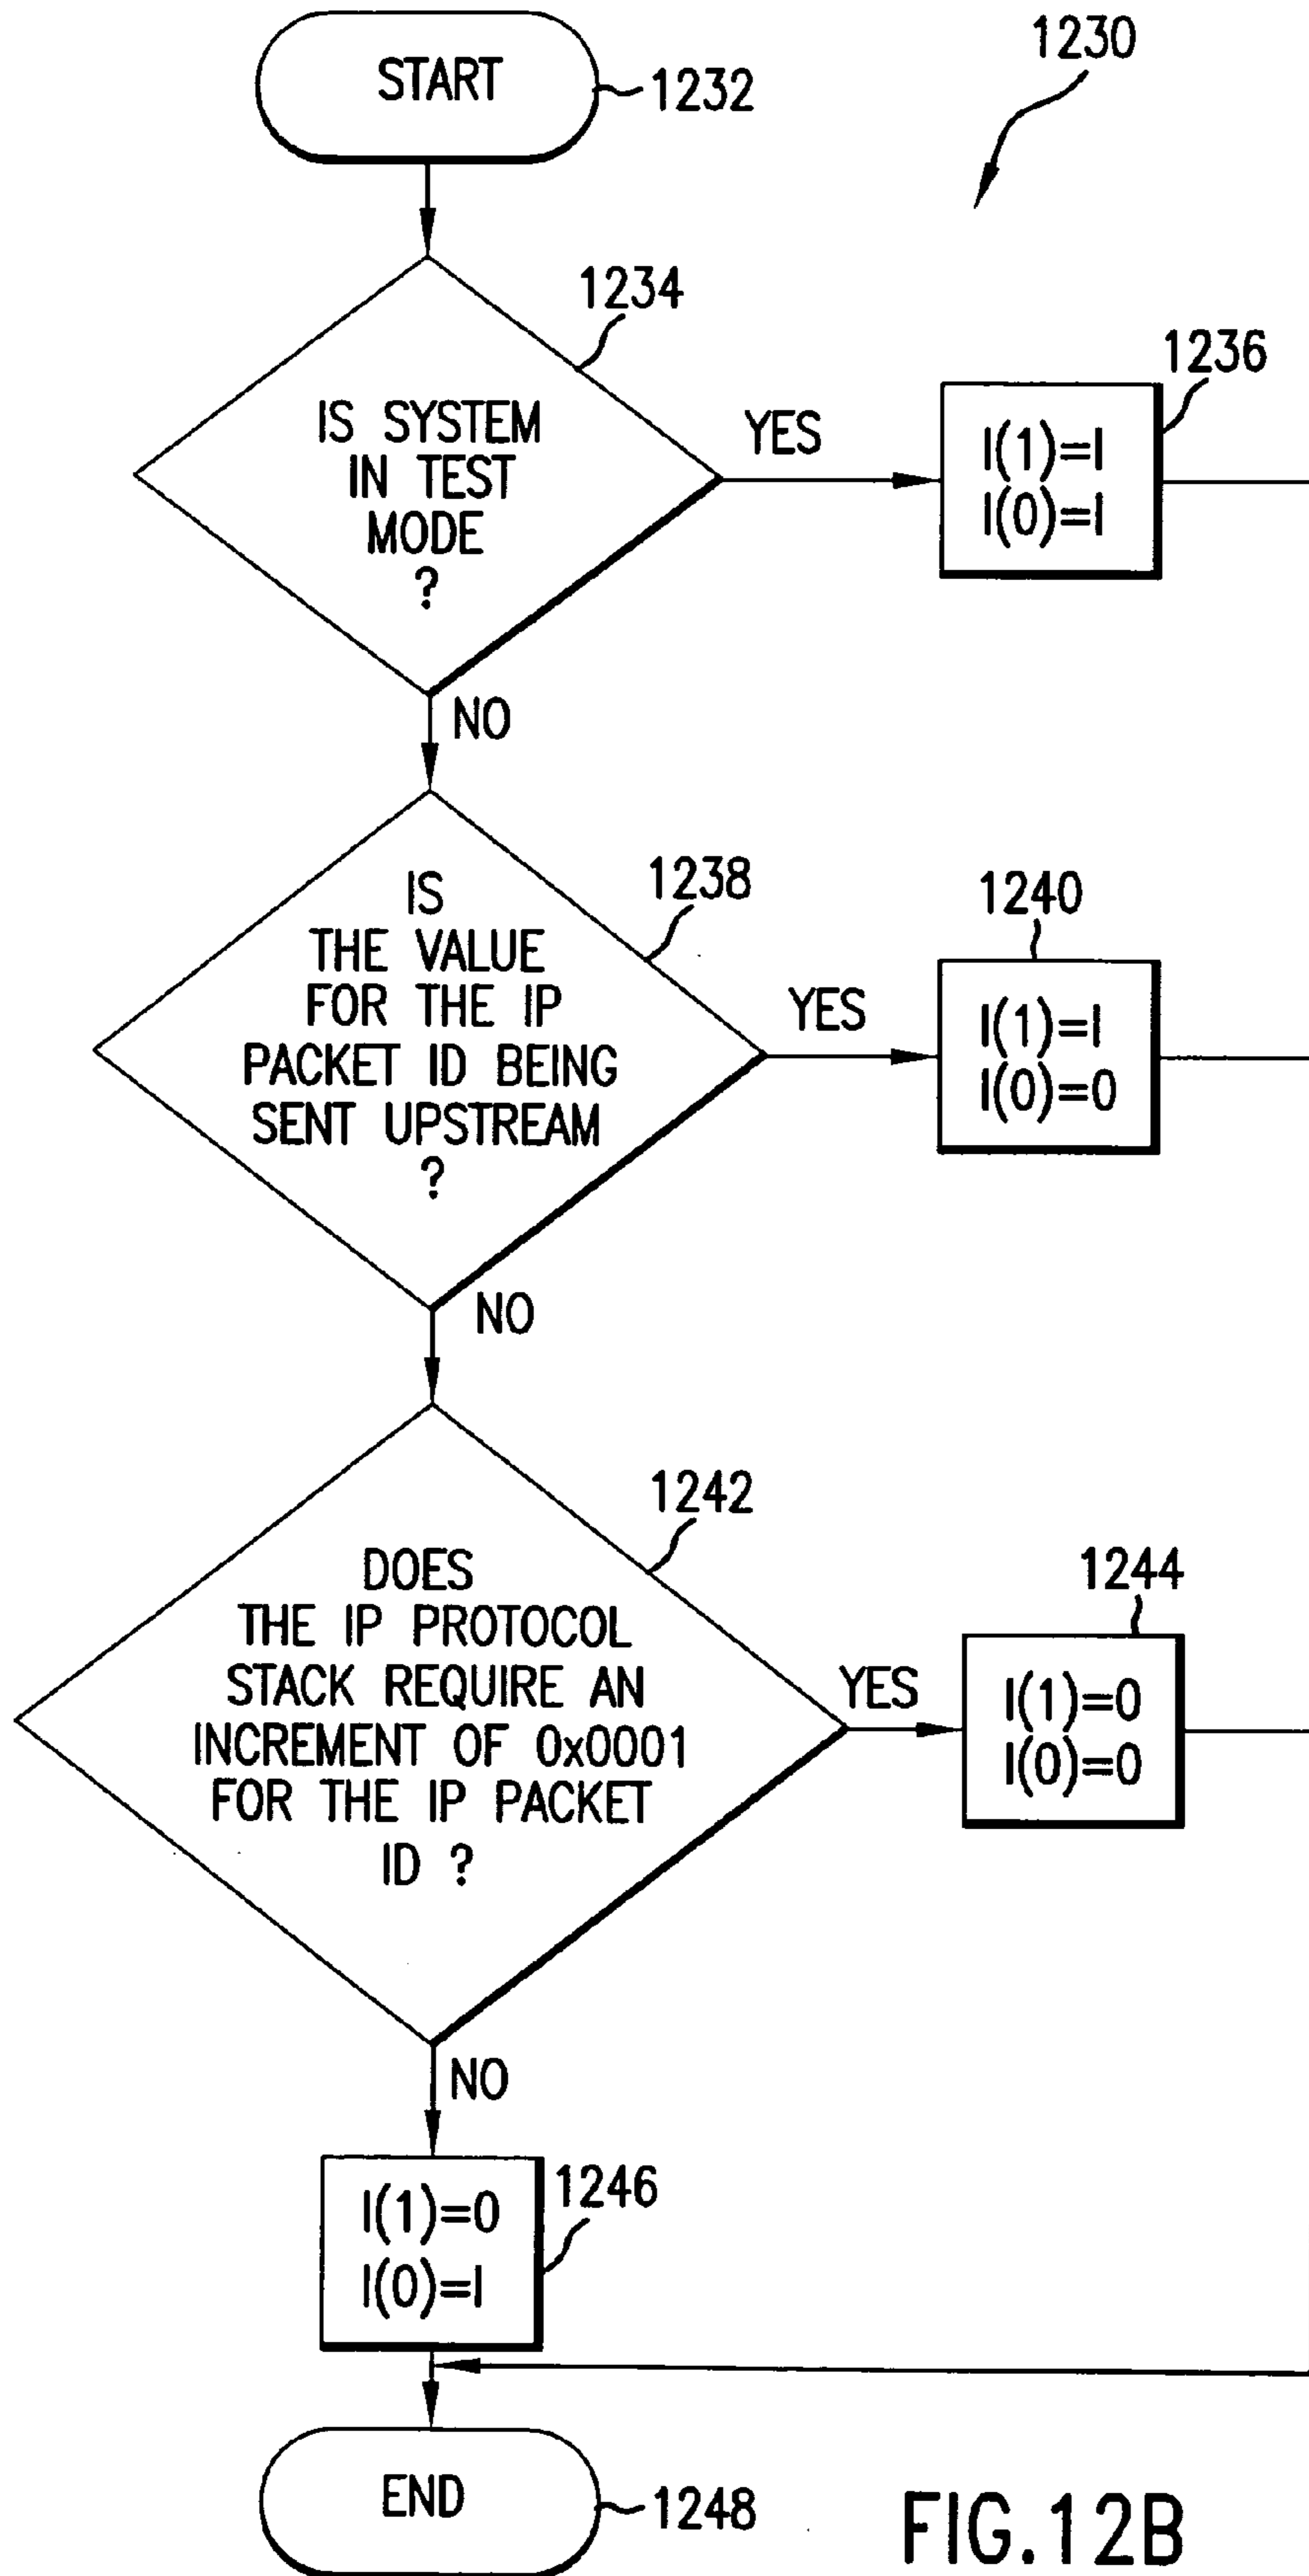 START
1232
1230
1234
IS SYSTEM
IN TEST
MODE
?
YES
1236
I(1)=I
I(0)=I
NO
1238
IS
THE VALUE
FOR THE IP
PACKET ID BEING
SENT UPSTREAM
?
YES
1240
I(1)=I
I(0)=0
NO
1242
DOES
THE IP PROTOCOL
STACK REQUIRE AN
INCREMENT OF 0x0001
FOR THE IP PACKET
ID ?
YES
1244
I(1)=0
I(0)=0
NO
1246
I(1)=0
I(0)=I
END
1248
FIG.12B